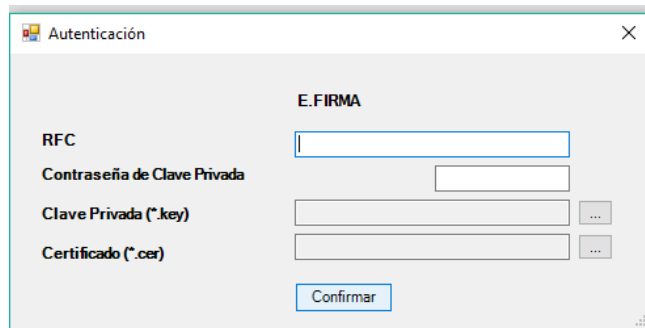 Autenticación
E.FIRMA
RFC
Contraseña de Clave Privada
Clave Privada (*.key)
...
Certificado (*.cer)
...
Confirmar